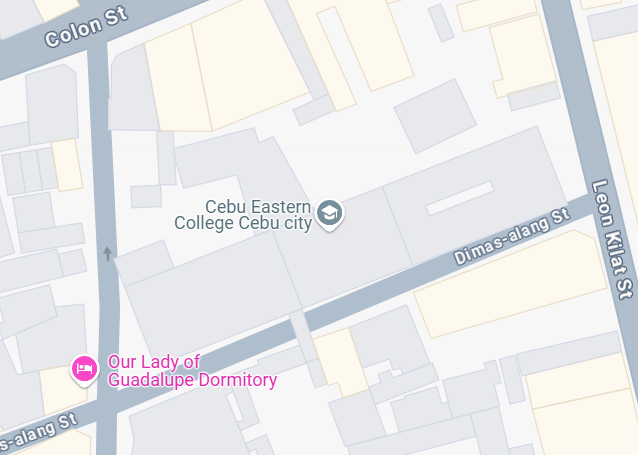 Colon St
Cebu Eastern
College Cebu city
Leon Kilat St
Dimas-alang St
Our Lady of
Guadalupe Dormitory
s-alang St